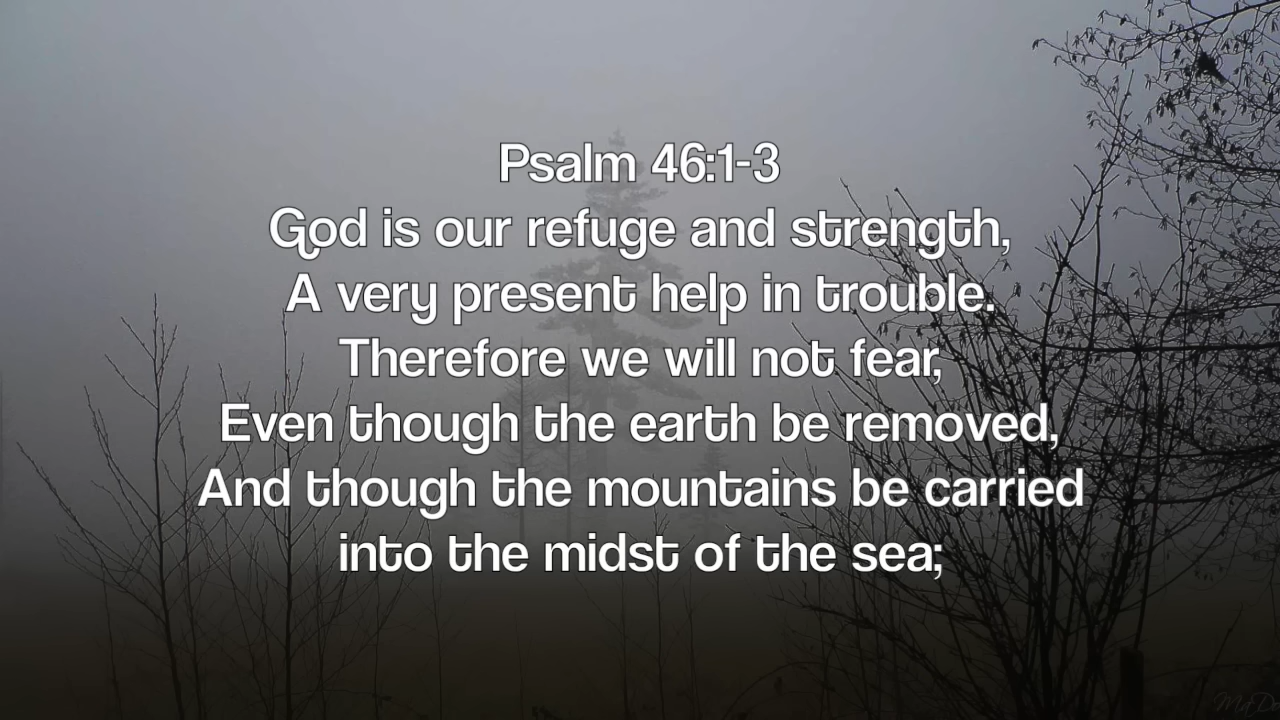 Psalm 46:1-3
God is our refuge and strength,
A very present help in trouble.
Therefore we will not fear,
Even though the earth be removed,
And though the mountains be carried
into the midst of the sea;